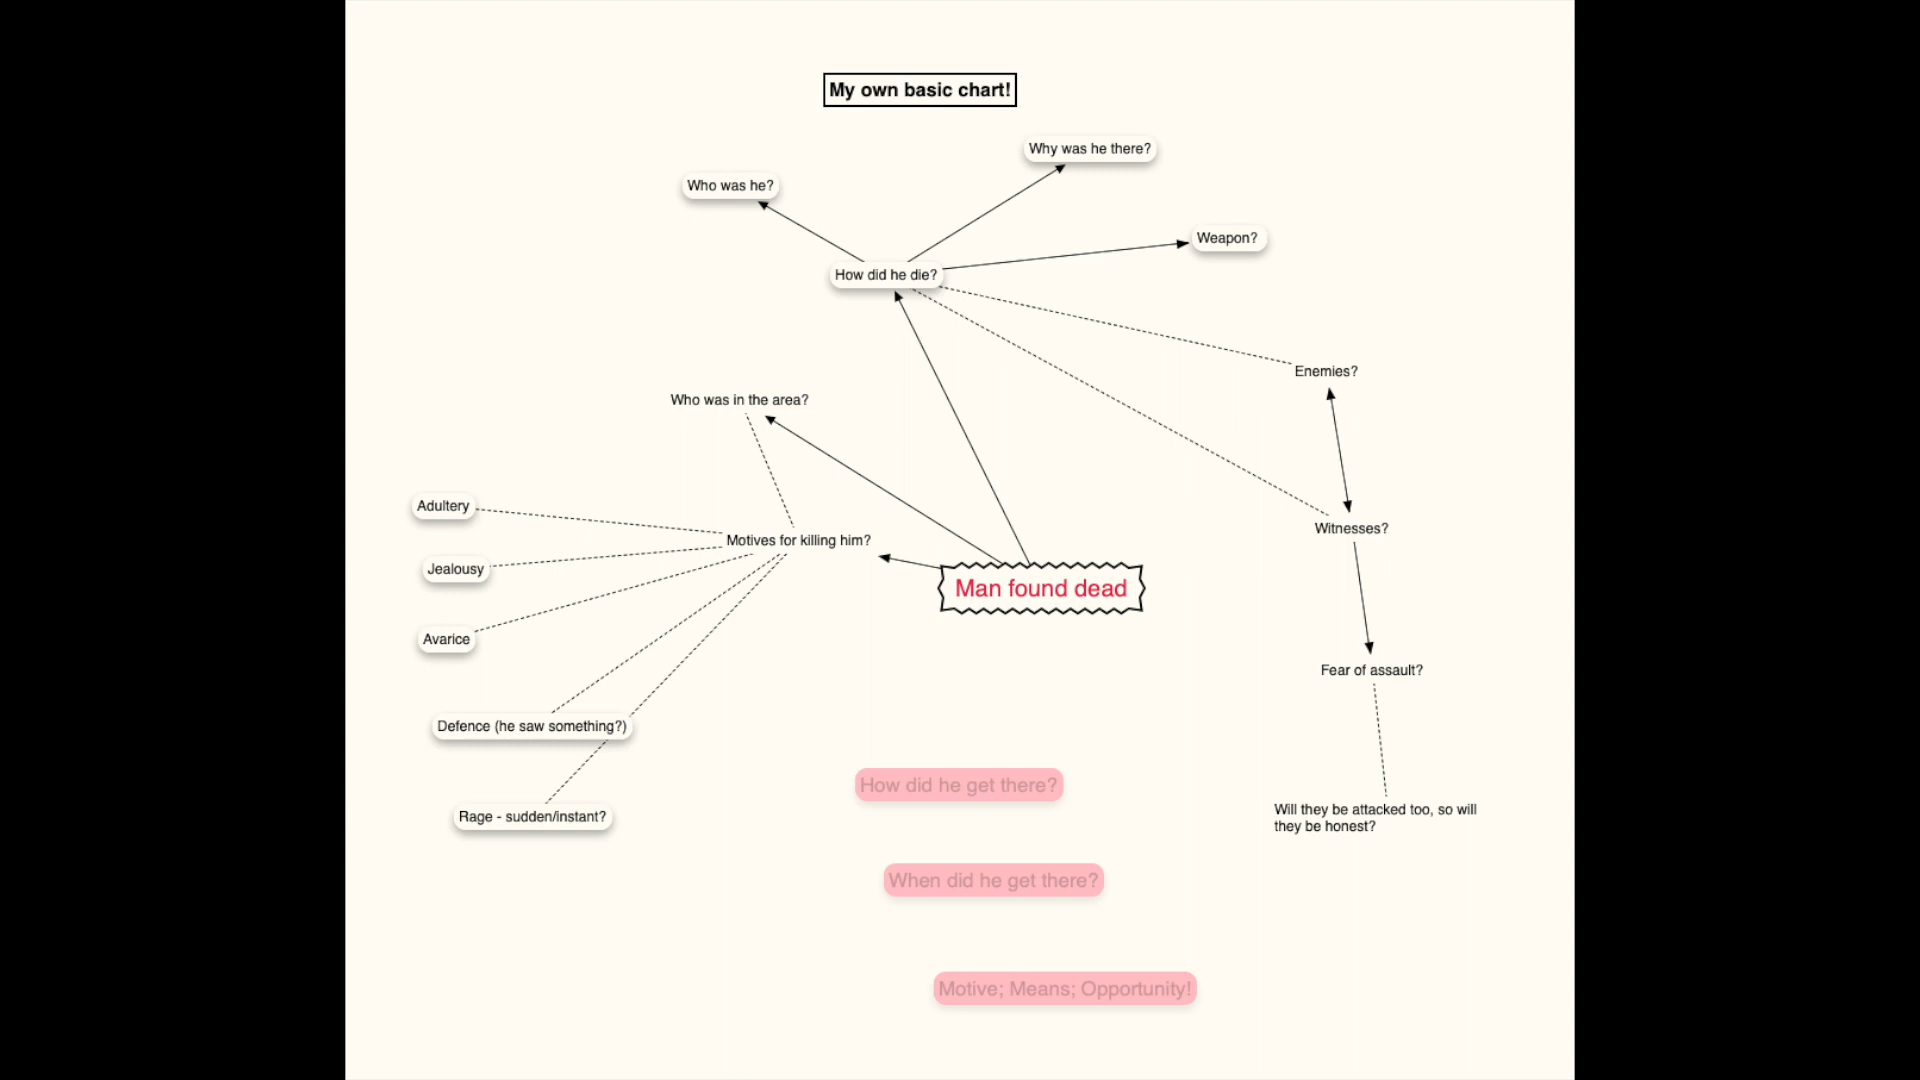 My own basic chart!
Why was he there?
Who was he?
Weapon?
How did he die?
Enemies?
Who was in the area?
Adultery
Witnesses?
Motives for killing him?
Jealousy
Man found dead
Avarice
Fear of assault?
Defence (he saw something?)
How did he get there?
Rage - sudden/instant?
Will they be attacked too, so will
they be honest?
When did he get there?
Motive; Means; Opportunity!